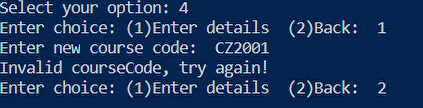 Select your option: 4
Enter choice: (1)Enter details  (2)Back:  1
Enter new course code:  CZ2001
Invalid courseCode, try again!
Enter choice: (1)Enter details  (2)Back:  2